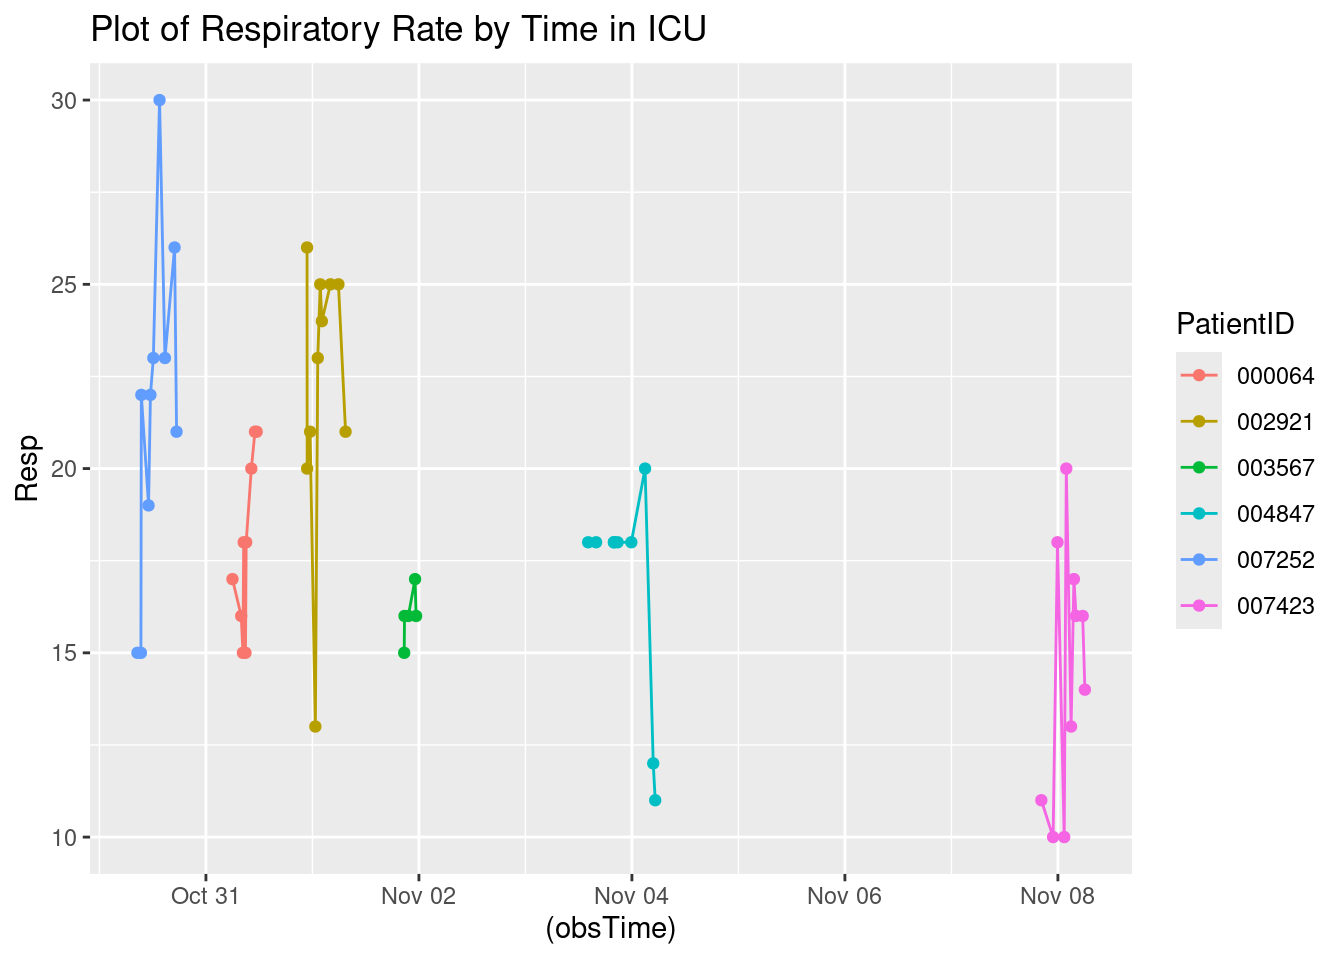 Plot of Respiratory Rate by Time in ICU
30
25
20
15
10
Resp
Oct 31
Nov 02
Nov 04
Nov 06
Nov 08
(obsTime)
PatientID
000064
002921
003567
004847
007252
007423